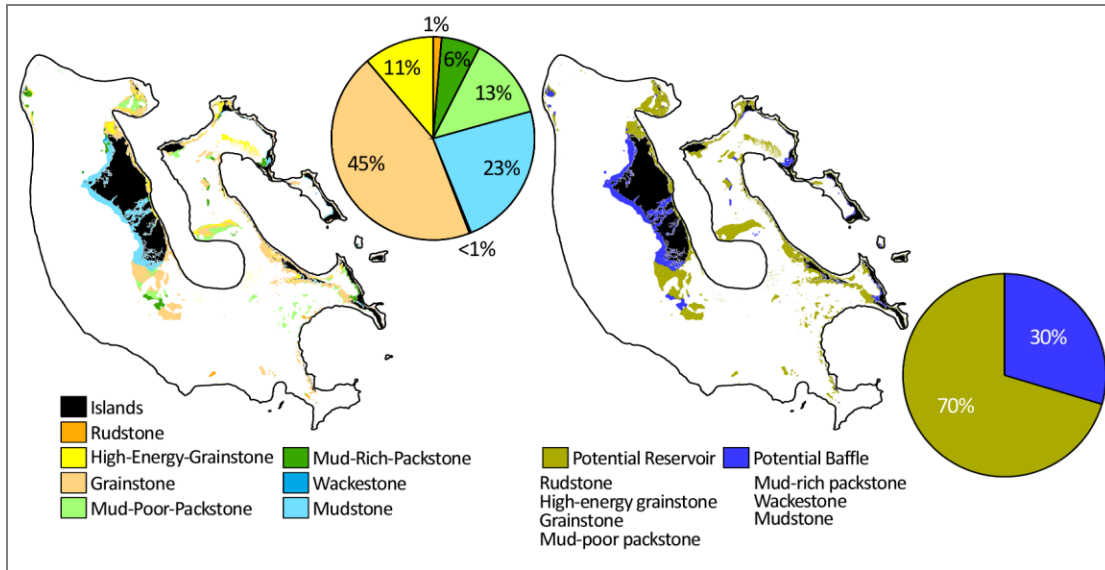 1%
11%
6%
13%
45%
23%
<1%
Islands
Rudstone
High-Energy-Grainstone
Grainstone
Mud-Poor-Packstone
Mud-Rich-Packstone
Wackestone
Mudstone
30%
70%
Potential Reservoir
Rudstone
High-energy grainstone
Grainstone
Mud-poor packstone
Potential Baffle
Mud-rich packstone
Wackestone
Mudstone